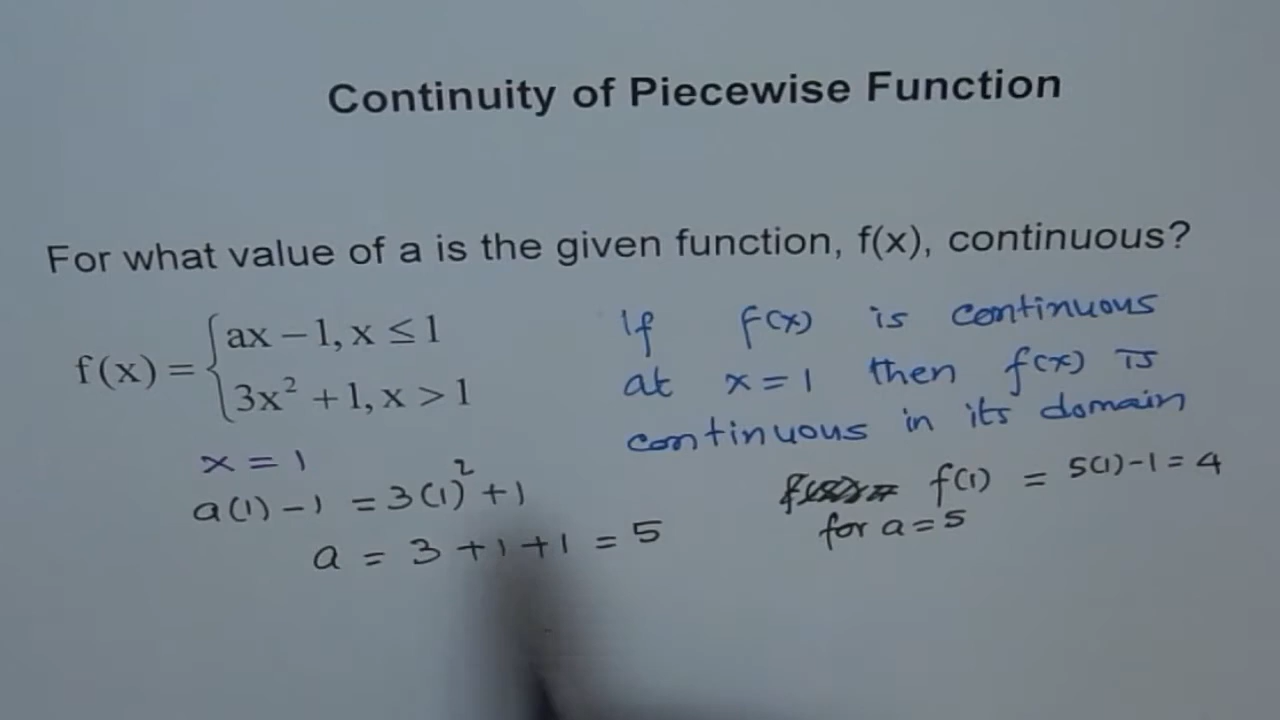 Continuity of Piecewise Function
For what value of a is the given function, f(x), continuous?
f(x) = { ax − 1, x ≤ 1
3x² + 1, x > 1
If f(x) is continuous
at x = 1 then f(x) is
continuous in its domain
x = 1
a(1) − 1 = 3(1)² + 1
a = 3 + 1 + 1 = 5
f(1) = 5(1) − 1 = 4
for a = 5